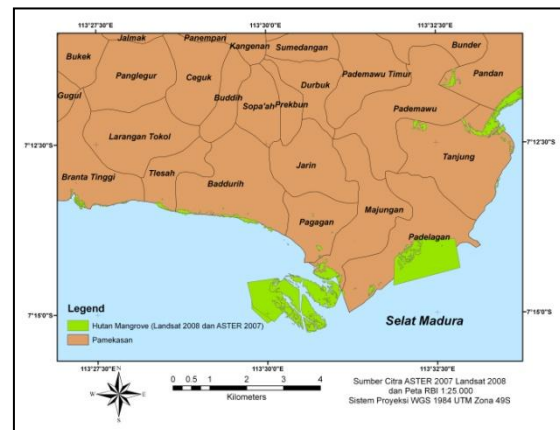 113°27'30"E 113°30'0"E 113°32'30"E
Jalmak Panempan Kangenan Sumedangan Bunder
Bukek Panglegur Ceguk Durbuk Pademawu Timur Pandan
Gugul Buddih Sopa'ah Prekbun Pademawu
7°12'30"S Larangan Tokol 7°12'30"S
Branta Tinggi Tlesah Baddurih Jarin Tanjung
Pagagan Majungan Padelagan
Legend
7°15'0"S Selat Madura 7°15'0"S
Hutan Mangrove (Landsat 2008 dan ASTER 2007)
Pamekasan
113°27'30"E 113°30'0"E 113°32'30"E
N
W E
S
0 0.5 1 2 3 4
Kilometers
Sumber Citra ASTER 2007 Landsat 2008
dan Peta RBI 1:25 000
Sistem Proyeksi WGS 1984 UTM Zona 49S